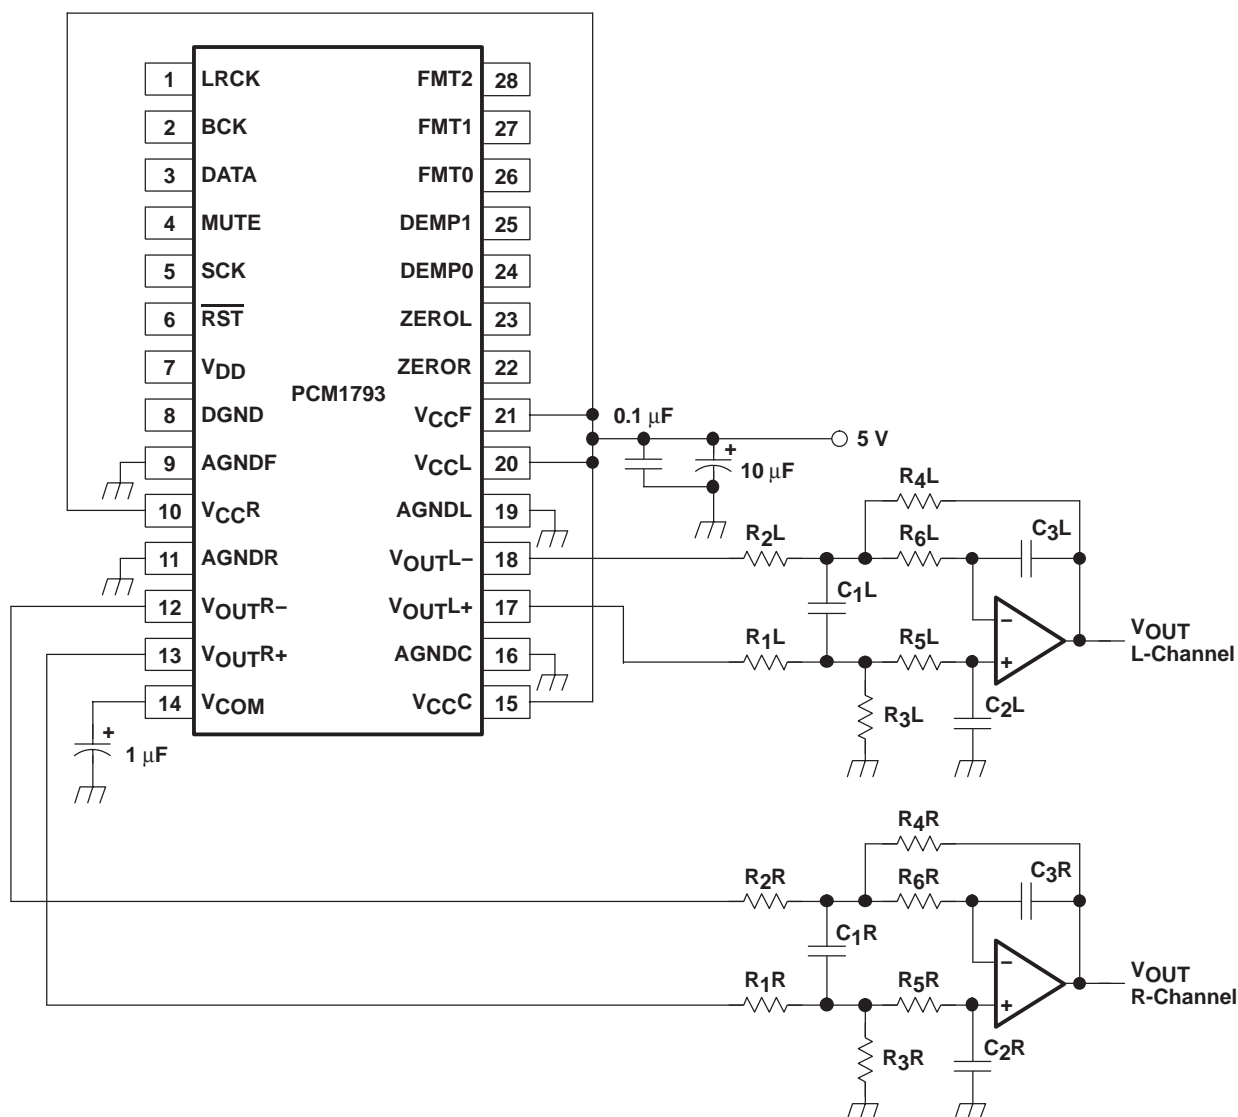 1 LRCK FMT2 28
2 BCK FMT1 27
3 DATA FMT0 26
4 MUTE DEMP1 25
5 SCK DEMP0 24
6 RST ZEROL 23
7 VDD ZEROR 22
PCM1793
8 DGND VCCF 21
0.1 μF
5 V
9 AGNDF VCCL 20
+
10 μF
10 VCCR AGNDL 19
11 AGNDR VOUTL– 18
12 VOUTR– VOUTL+ 17
13 VOUTR+ AGNDC 16
14 VCOM VCCC 15
+
1 μF
R4L
R2L R6L C3L
C1L
–
R1L R5L +
VOUT
L-Channel
R3L C2L
R4R
R2R R6R C3R
C1R
–
R1R R5R +
VOUT
R-Channel
R3R C2R